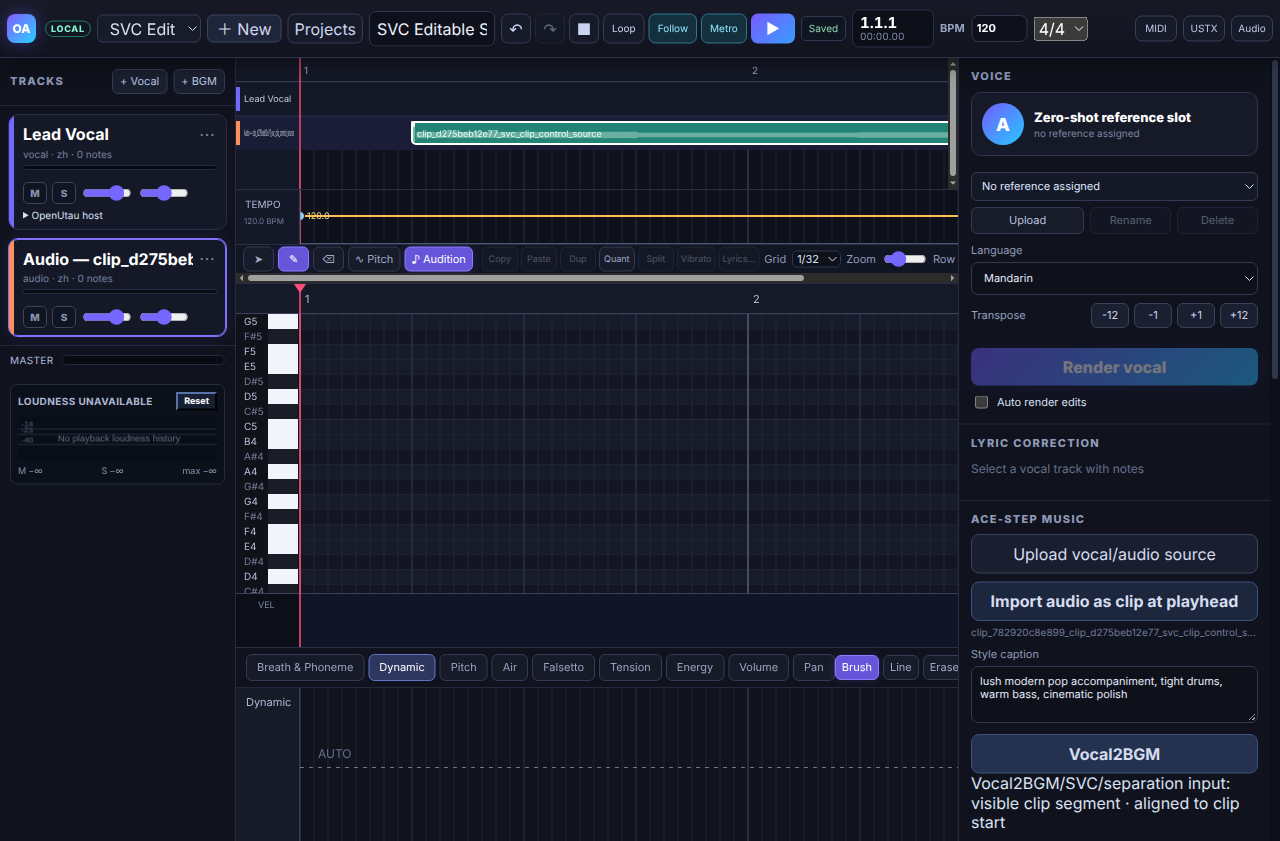 OA LOCAL SVC Edit + New Projects SVC Editable S Loop Follow Metro Saved 1.1.1 BPM 120 4/4 MIDI USTX Audio
00:00.00
TRACKS + Vocal + BGM
Lead Vocal ...
vocal · zh · 0 notes
M S
OpenUtau host
Audio — clip_d275beb ...
audio · zh · 0 notes
M S
MASTER
LOUDNESS UNAVAILABLE Reset
-14
-23
-40
No playback loudness history
M −∞ S −∞ max −∞
1 2
Lead Vocal
clip_d275beb12e77_svc_clip_control_source
TEMPO
120.0 BPM
120.0
Pitch Audition Copy Paste Dup Quant Split Vibrato Lyrics... Grid 1/32 Zoom Row
1 2
G5
F#5
F5
E5
D#5
D5
C#5
C5
B4
A#4
A4
G#4
G4
F#4
F4
E4
D#4
D4
C#4
VEL
Breath & Phoneme Dynamic Pitch Air Falsetto Tension Energy Volume Pan Brush Line Erase
Dynamic
AUTO
VOICE
A
Zero-shot reference slot
no reference assigned
No reference assigned
Upload Rename Delete
Language
Mandarin
Transpose -12 -1 +1 +12
Render vocal
Auto render edits
LYRIC CORRECTION
Select a vocal track with notes
ACE-STEP MUSIC
Upload vocal/audio source
Import audio as clip at playhead
clip_782920c8e899_clip_d275beb12e77_svc_clip_control_s...
Style caption
lush modern pop accompaniment, tight drums,
warm bass, cinematic polish
Vocal2BGM
Vocal2BGM/SVC/separation input:
visible clip segment · aligned to clip
start